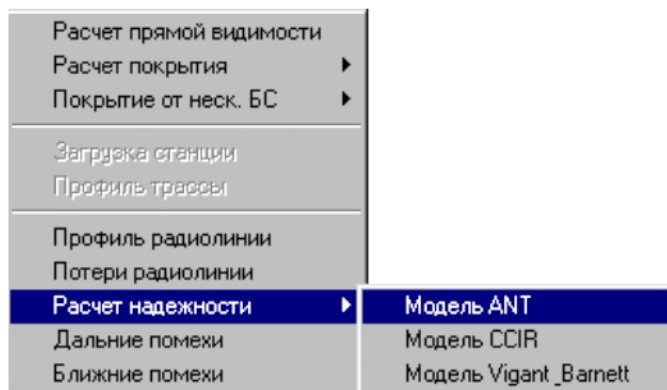 Расчет прямой видимости
Расчет покрытия
Покрытие от неск. БС
Загрузка станции
Профиль трассы
Профиль радиолинии
Потери радиолинии
Расчет надежности
Модель ANT
Дальние помехи
Модель CCIR
Ближние помехи
Модель Vigant_Barnett